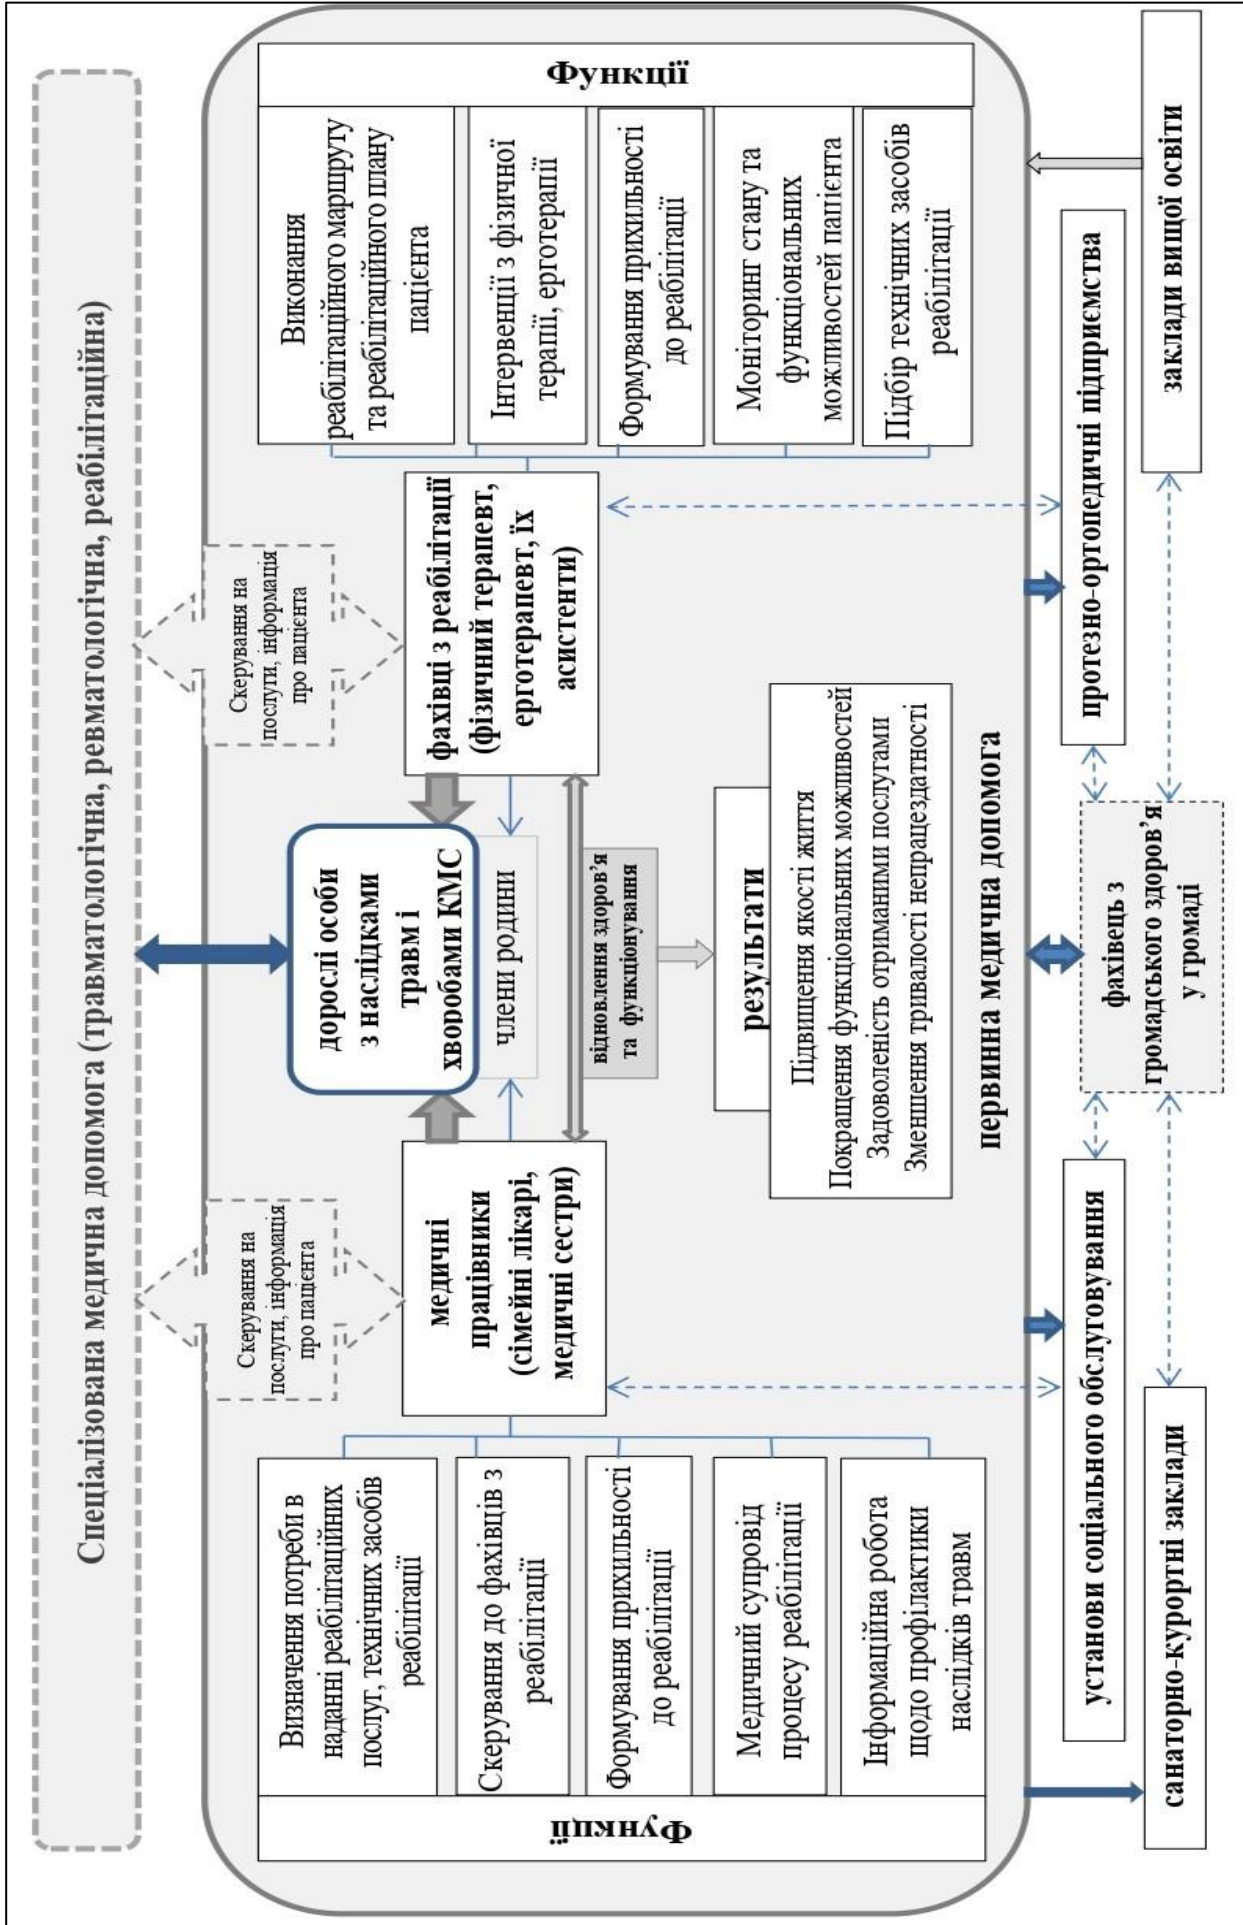 Спеціалізована медична допомога (травматологічна, ревматологічна, реабілітаційна)
Скерування на
послуги, інформація
про пацієнта
Скерування на
послуги, інформація
про пацієнта
Функції
Визначення потреби в
наданні реабілітаційних
послуг, технічних засобів
реабілітації
Скерування до фахівців з
реабілітації
Формування прихильності
до реабілітації
Медичний супровід
процесу реабілітації
Інформаційна робота
щодо профілактики
наслідків травм
медичні
працівники
(сімейні лікарі,
медичні сестри)
дорослі особи
з наслідками
травм і
хворобами КМС
члени родини
відновлення здоров’я
та функціонування
фахівці з реабілітації
(фізичний терапевт,
ерготерапевт, їх
асистенти)
Виконання
реабілітаційного маршруту
та реабілітаційного плану
пацієнта
Інтервенції з фізичної
терапії, ерготерапії
Формування прихильності
до реабілітації
Моніторинг стану та
функціональних
можливостей пацієнта
Підбір технічних засобів
реабілітації
Функції
результати
Підвищення якості життя
Покращення функціональних можливостей
Задоволеність отриманими послугами
Зменшення тривалості непрацездатності
первинна медична допомога
установи соціального обслуговування
фахівець з
громадського здоров’я
у громаді
протезно-ортопедичні підприємства
санаторно-курортні заклади
заклади вищої освіти